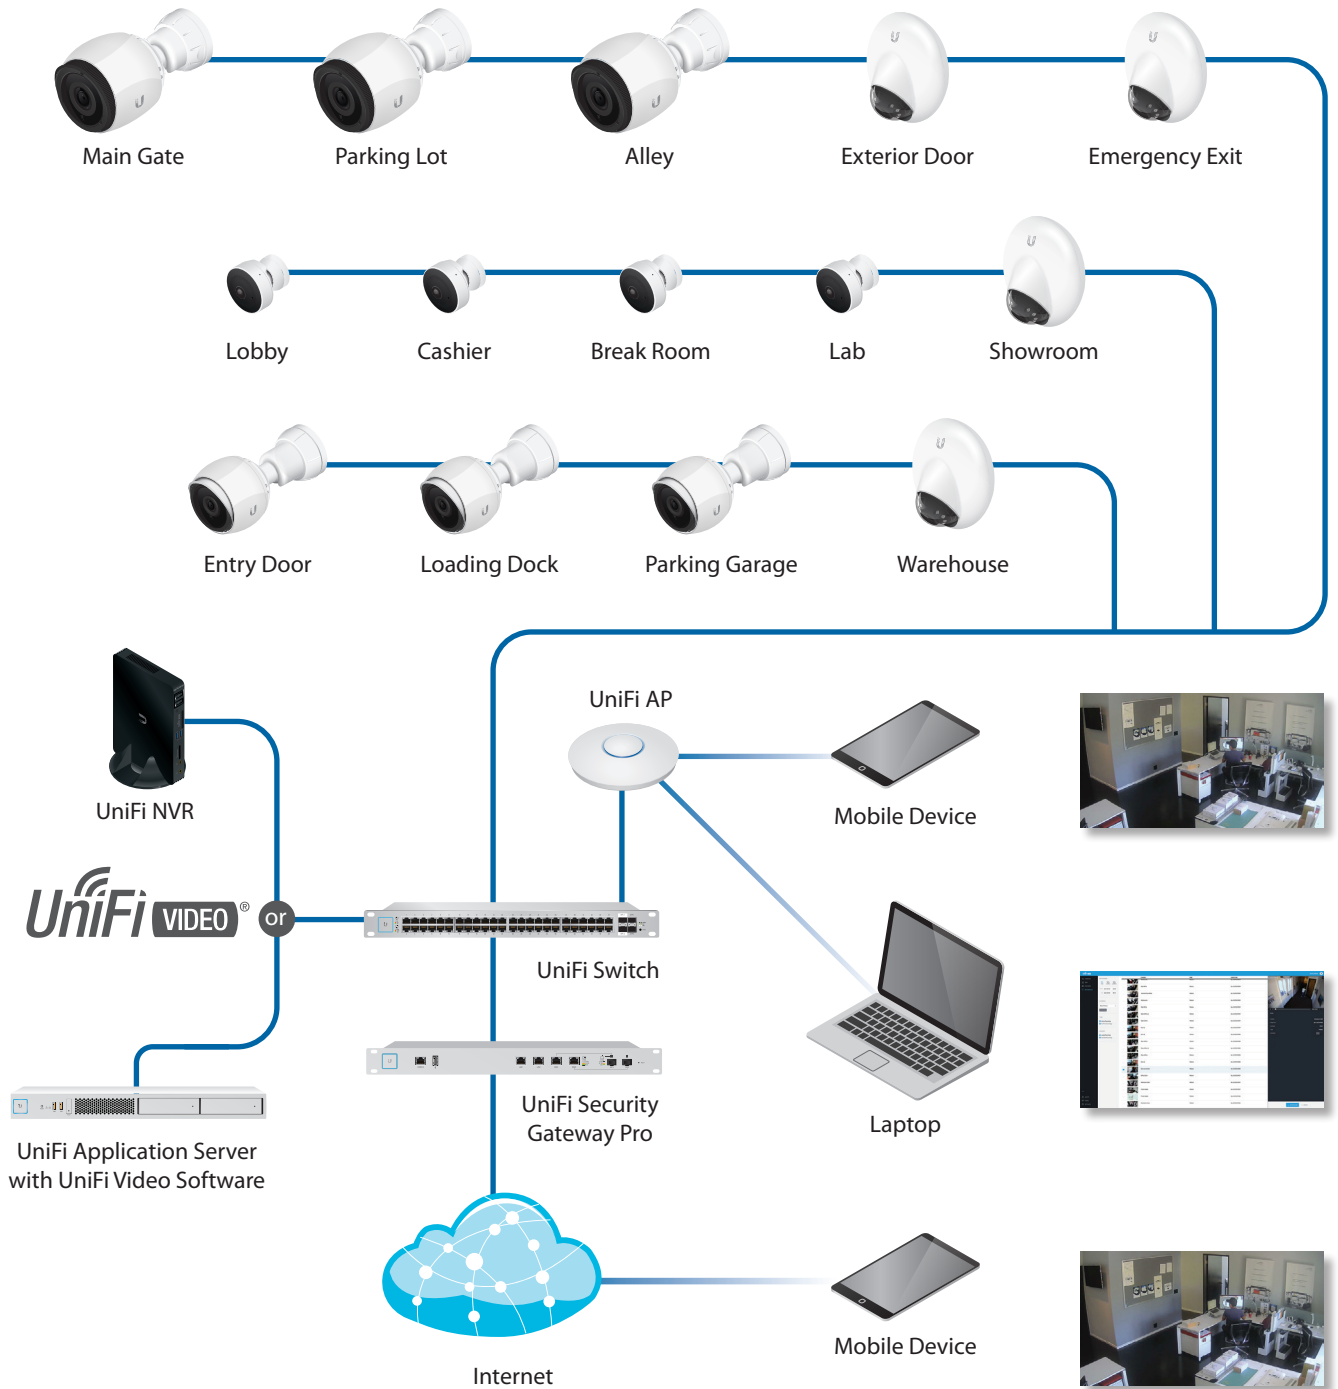 Main Gate
Parking Lot
Alley
Exterior Door
Emergency Exit
Lobby
Cashier
Break Room
Lab
Showroom
Entry Door
Loading Dock
Parking Garage
Warehouse
UniFi AP
UniFi NVR
Mobile Device
UniFi VIDEO® or
UniFi Switch
UniFi Security
Gateway Pro
Laptop
UniFi Application Server
with UniFi Video Software
Mobile Device
Internet